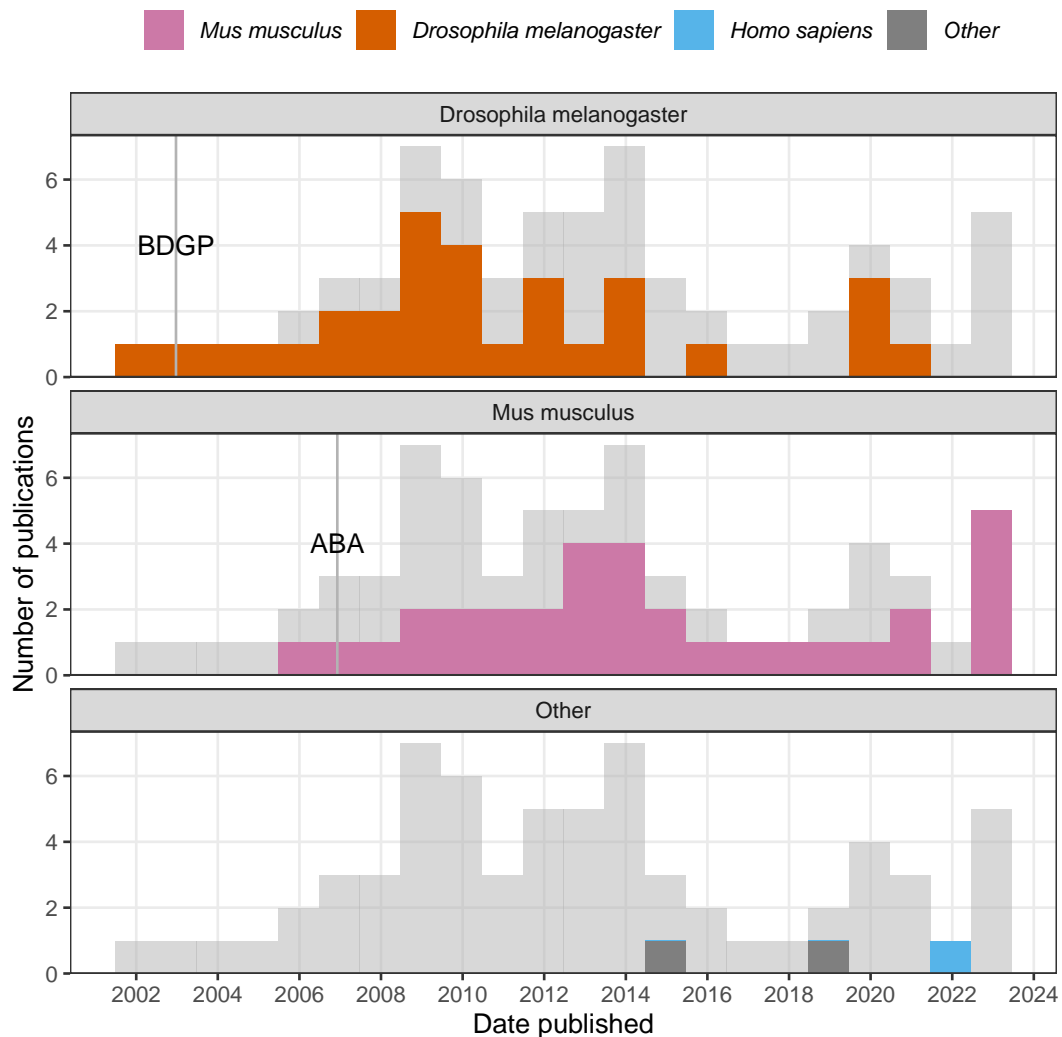 Mus musculus Drosophila melanogaster Homo sapiens Other
Drosophila melanogaster
6
4
2
0
BDGP
Mus musculus
6
4
2
0
ABA
Number of publications
Other
6
4
2
0
2002 2004 2006 2008 2010 2012 2014 2016 2018 2020 2022 2024
Date published